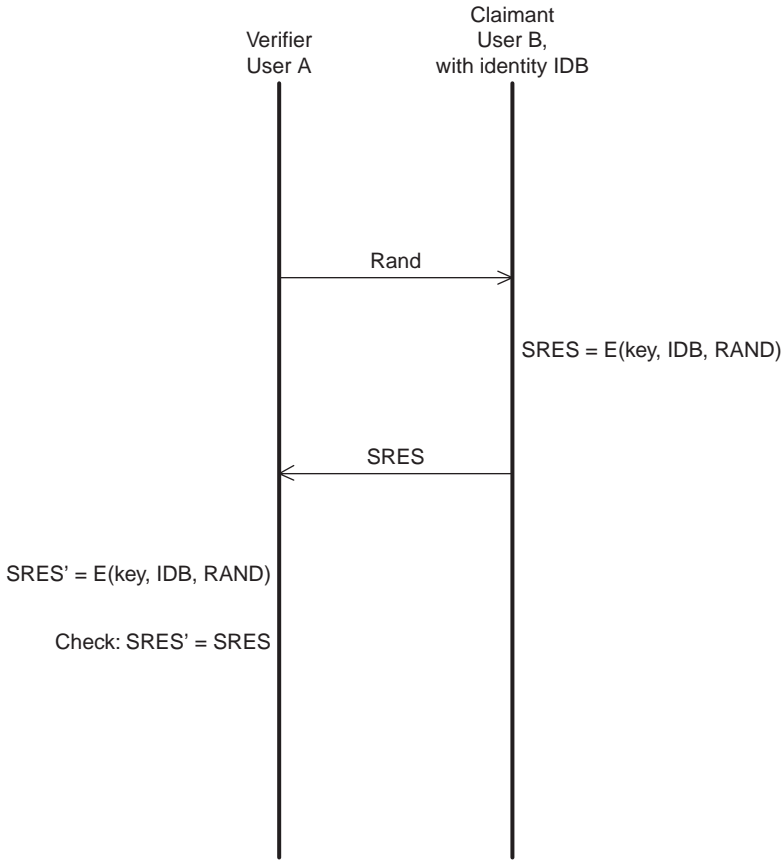 Verifier
User A
Claimant
User B,
with identity IDB
Rand
SRES = E(key, IDB, RAND)
SRES
SRES’ = E(key, IDB, RAND)
Check: SRES’ = SRES